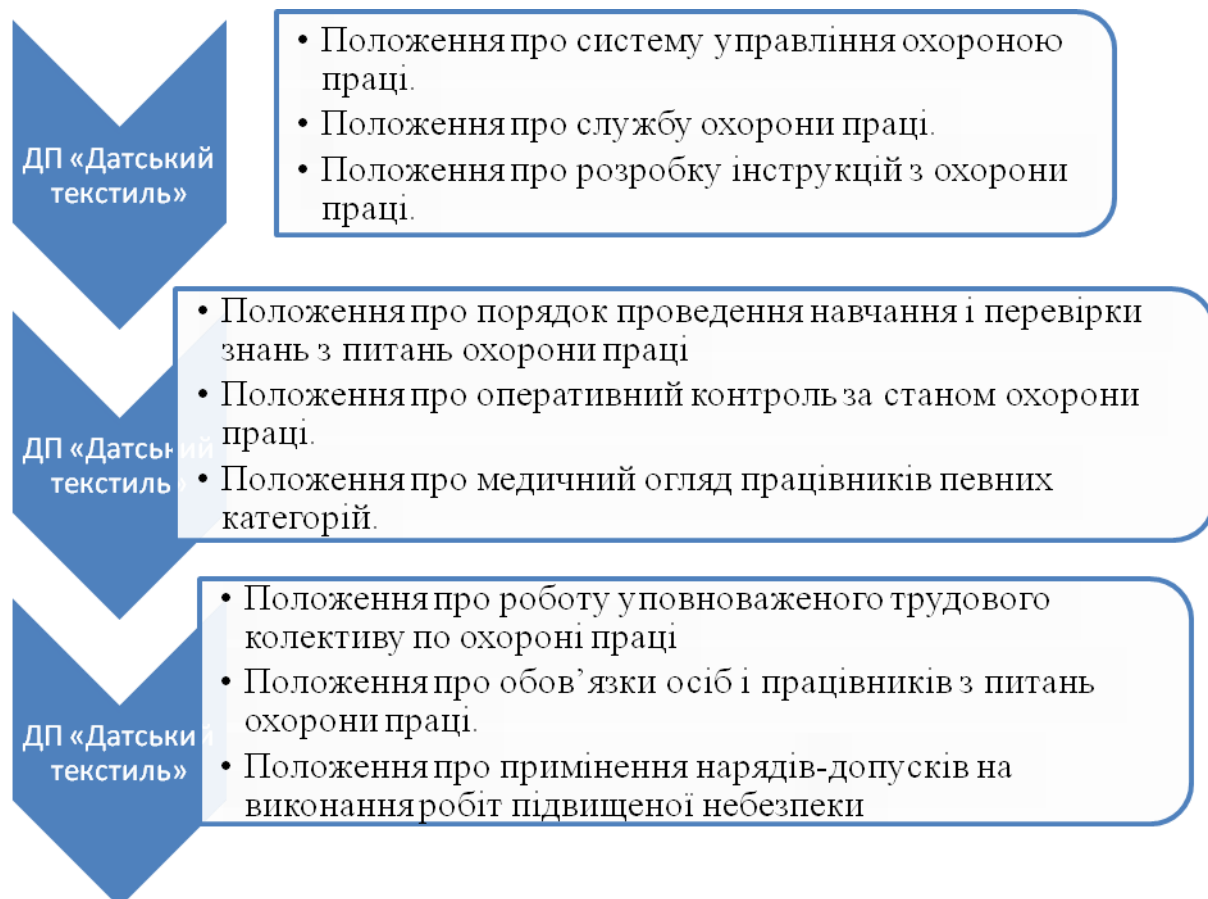 ДП «Датський
текстиль»
• Положення про систему управління охороною
праці.
• Положення про службу охорони праці.
• Положення про розробку інструкцій з охорони
праці.
ДП «Датський
текстиль»
• Положення про порядок проведення навчання і перевірки
знань з питань охорони праці
• Положення про оперативний контроль за станом охорони
праці.
• Положення про медичний огляд працівників певних
категорій.
ДП «Датський
текстиль»
• Положення про роботу уповноваженого трудового
колективу по охороні праці
• Положення про обов’язки осіб і працівників з питань
охорони праці.
• Положення про примінення нарядів-допусків на
виконання робіт підвищеної небезпеки